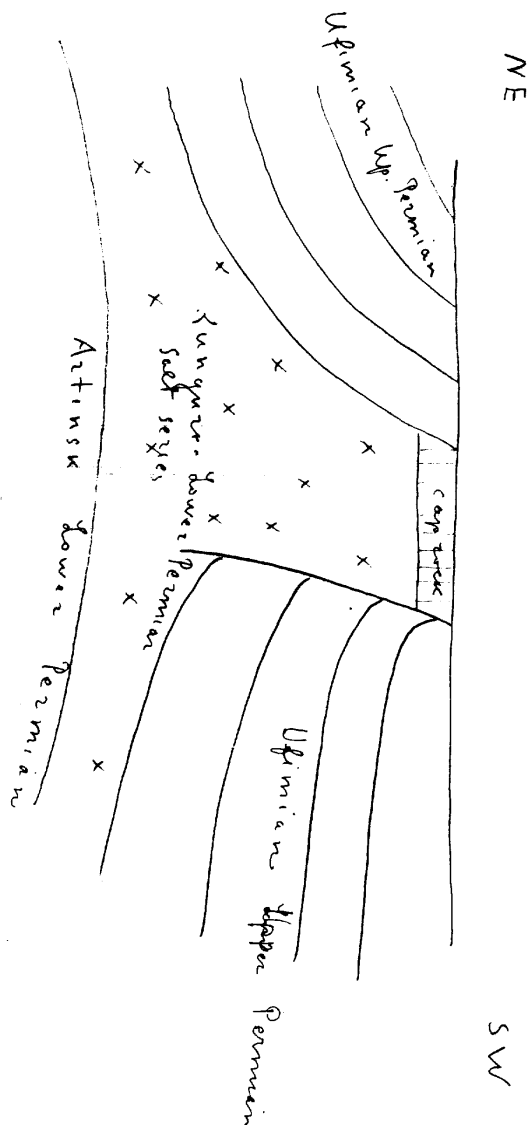 NE
SW
Ufimian Up. Permian
cap rock
Kungur. Lower Permian
salt series
Ufimian Upper Permian
Artinsk Lower Permian